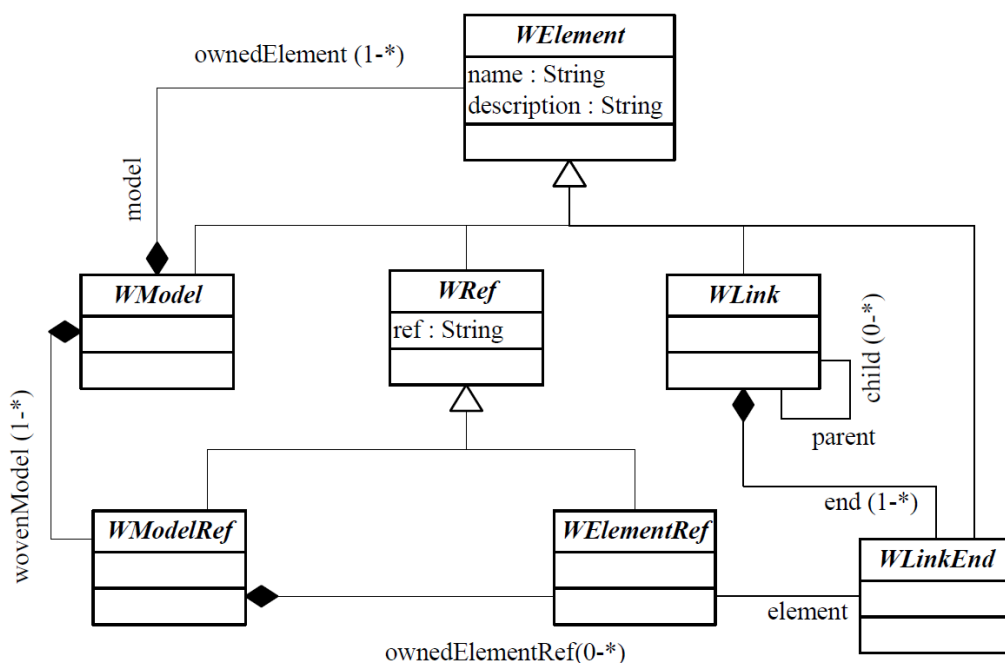 WElement
ownedElement (1-*)
name : String
description : String
model
WModel
WRef
WLink
ref : String
child (0-*)
parent
wovenModel (1-*)
end (1-*)
WModelRef
WElementRef
WLinkEnd
element
ownedElementRef(0-*)